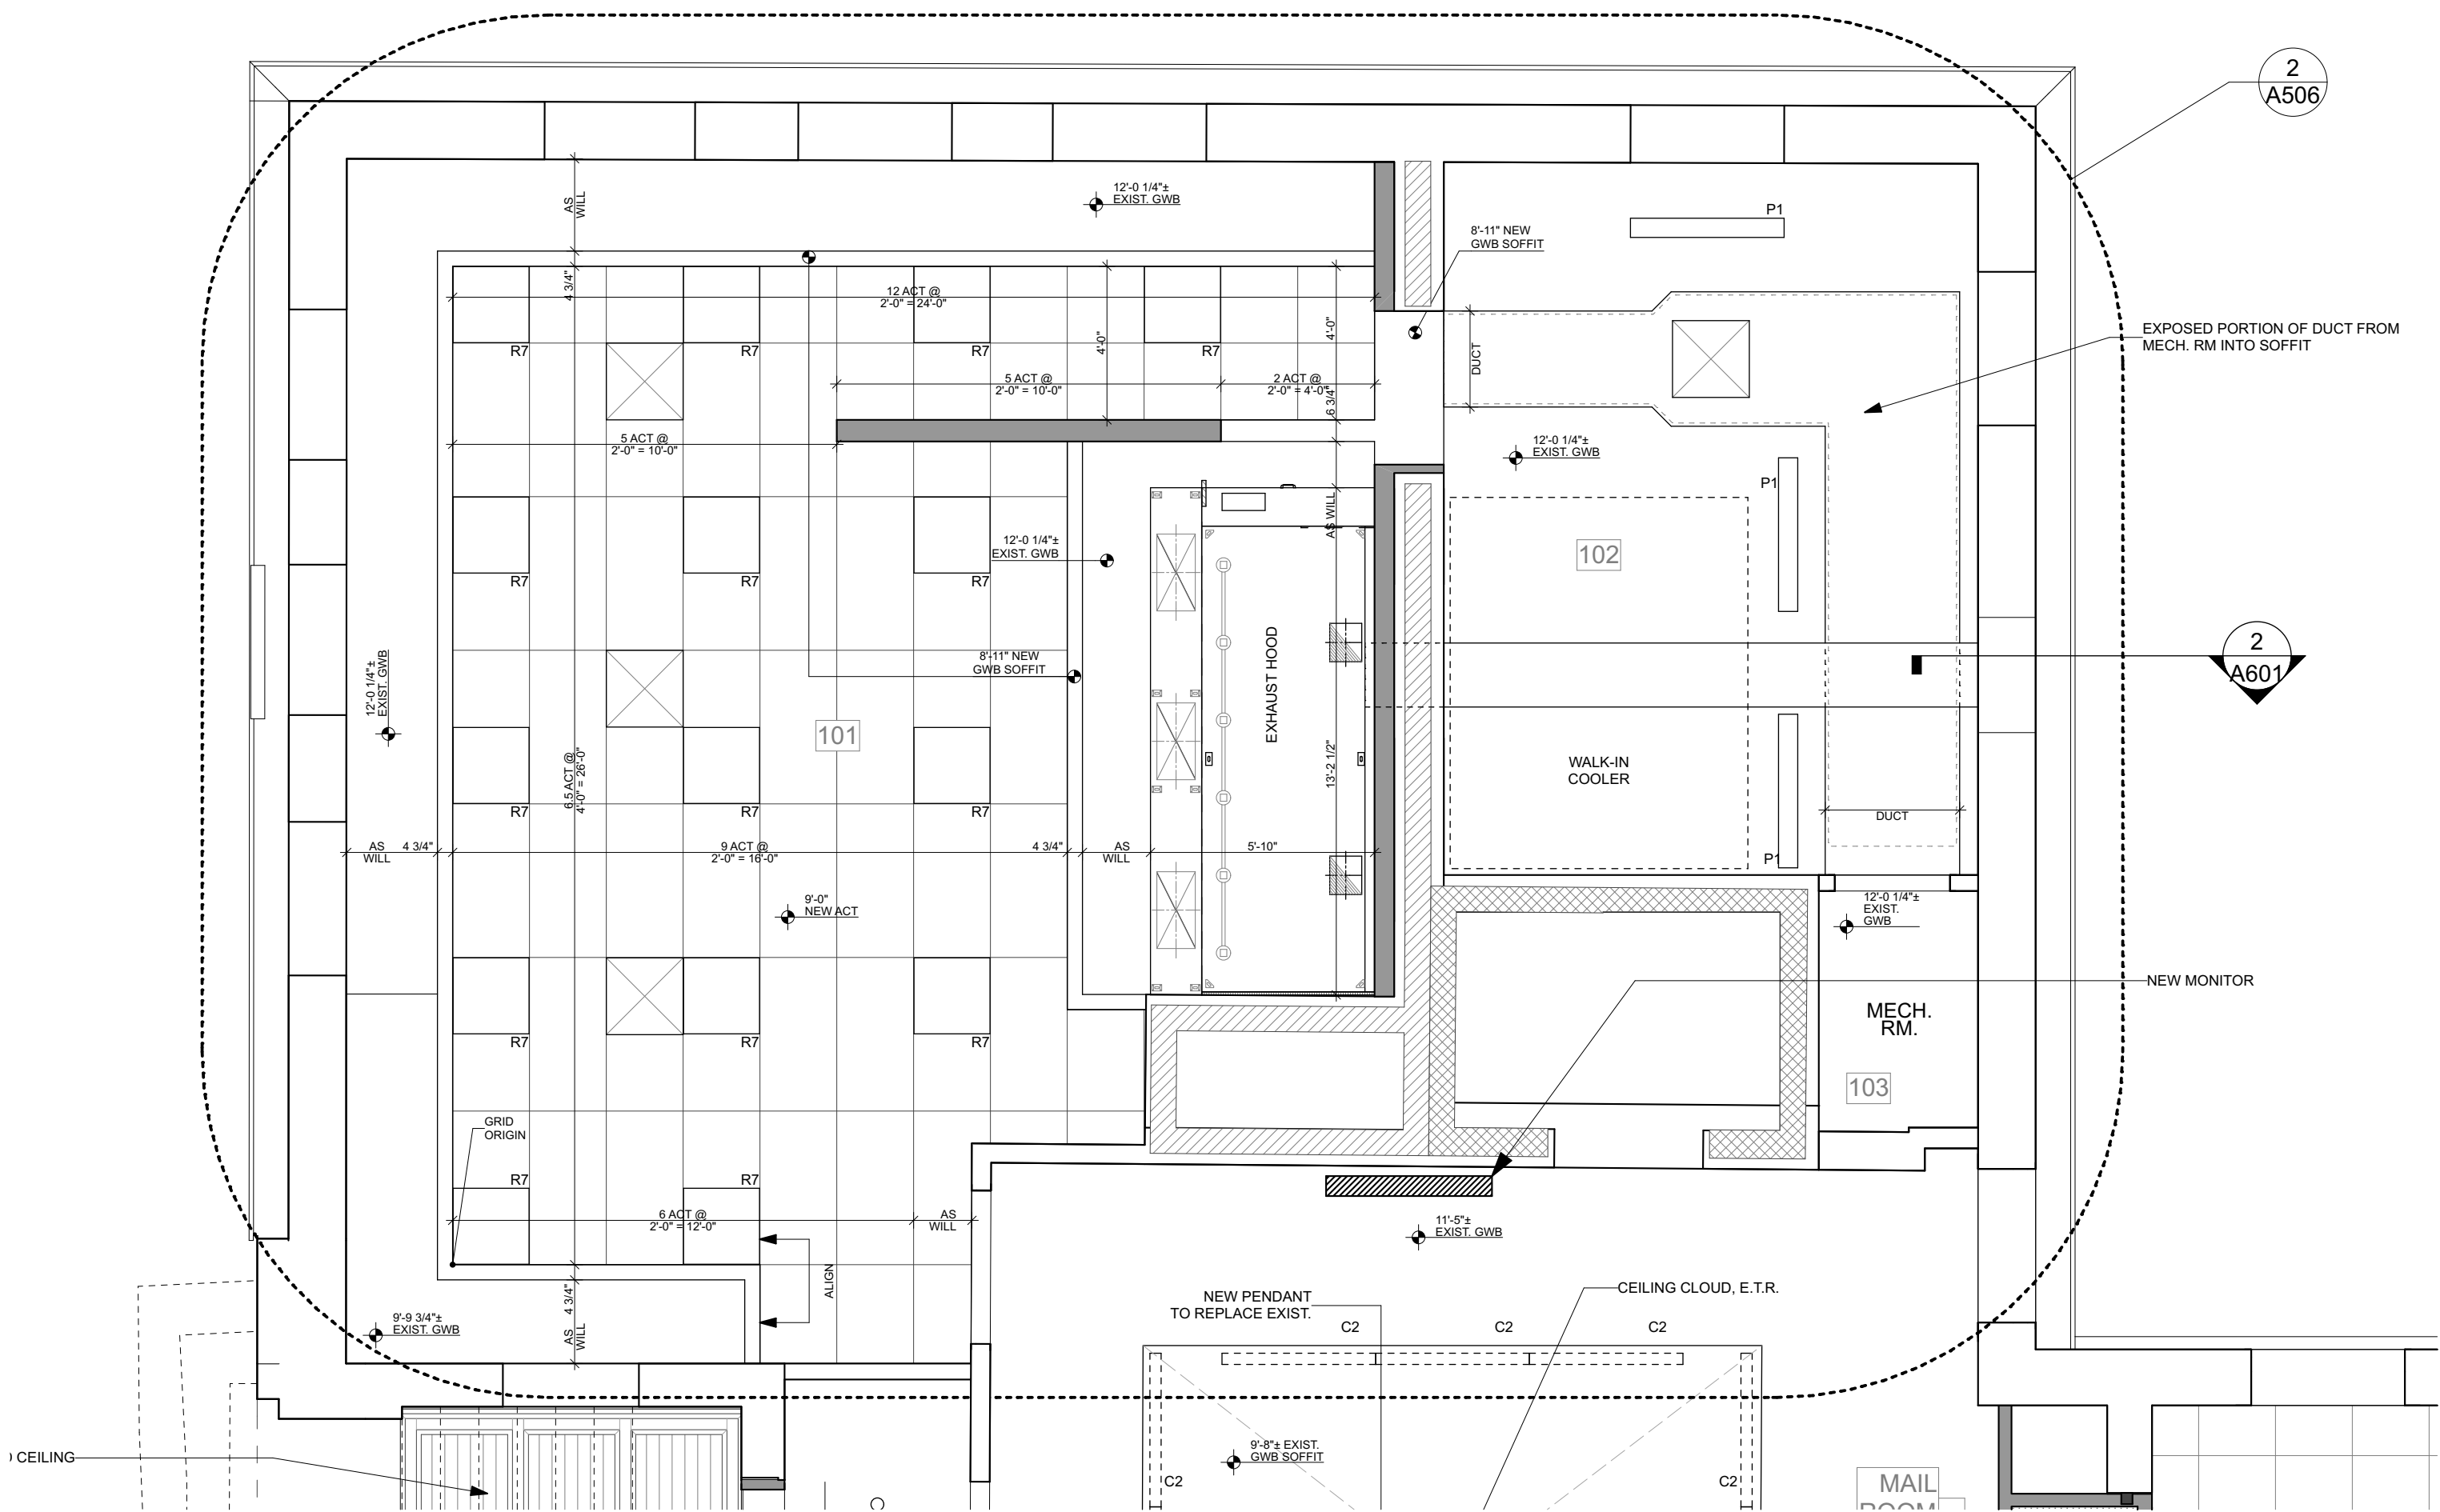 2
A506
12'-0 1/4"±
EXIST. GWB
P1
8'-11" NEW
GWB SOFFIT
AS
WILL
4 3/4"
12 ACT @
2'-0" = 24'-0"
4'-0"
4'-0"
DUCT
EXPOSED PORTION OF DUCT FROM
MECH. RM INTO SOFFIT
R7
R7
R7
R7
5 ACT @
2'-0" = 10'-0"
2 ACT @
2'-0" = 4'-0"
6 3/4"
5 ACT @
2'-0" = 10'-0"
12'-0 1/4"±
EXIST. GWB
P1
AS WILL
12'-0 1/4"±
EXIST. GWB
102
R7
R7
R7
12'-0 1/4"±
EXIST. GWB
8'-11" NEW
GWB SOFFIT
EXHAUST HOOD
2
A601
101
6.5 ACT @
4'-0" = 26'-0"
13'-2 1/2"
WALK-IN
COOLER
R7
R7
R7
DUCT
AS
WILL
4 3/4"
9 ACT @
2'-0" = 16'-0"
4 3/4"
AS
WILL
5'-10"
P1
9'-0"
NEW ACT
12'-0 1/4"±
EXIST.
GWB
NEW MONITOR
MECH.
RM.
R7
R7
R7
103
GRID
ORIGIN
R7
R7
6 ACT @
2'-0" = 12'-0"
AS
WILL
11'-5"±
EXIST. GWB
ALIGN
4 3/4"
AS
WILL
NEW PENDANT
TO REPLACE EXIST.
CEILING CLOUD, E.T.R.
9'-9 3/4"±
EXIST. GWB
C2
C2
C2
9'-8"± EXIST.
GWB SOFFIT
CEILING
C2
C2
MAIL
ROOM